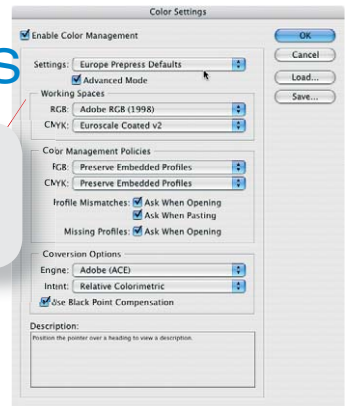 Color Settings
Enable Color Management
OK
Cancel
Load...
Save...
S
Settings: Europe Prepress Defaults
Advanced Mode
Working Spaces
RGB: Adobe RGB (1998)
CMYK: Euroscale Coated v2
Color Management Policies
RGB: Preserve Embedded Profiles
CMYK: Preserve Embedded Profiles
Profile Mismatches: Ask When Opening
Ask When Pasting
Missing Profiles: Ask When Opening
Conversion Options
Engine: Adobe (ACE)
Intent: Relative Colorimetric
Use Black Point Compensation
Description:
Position the pointer over a heading to view a description.